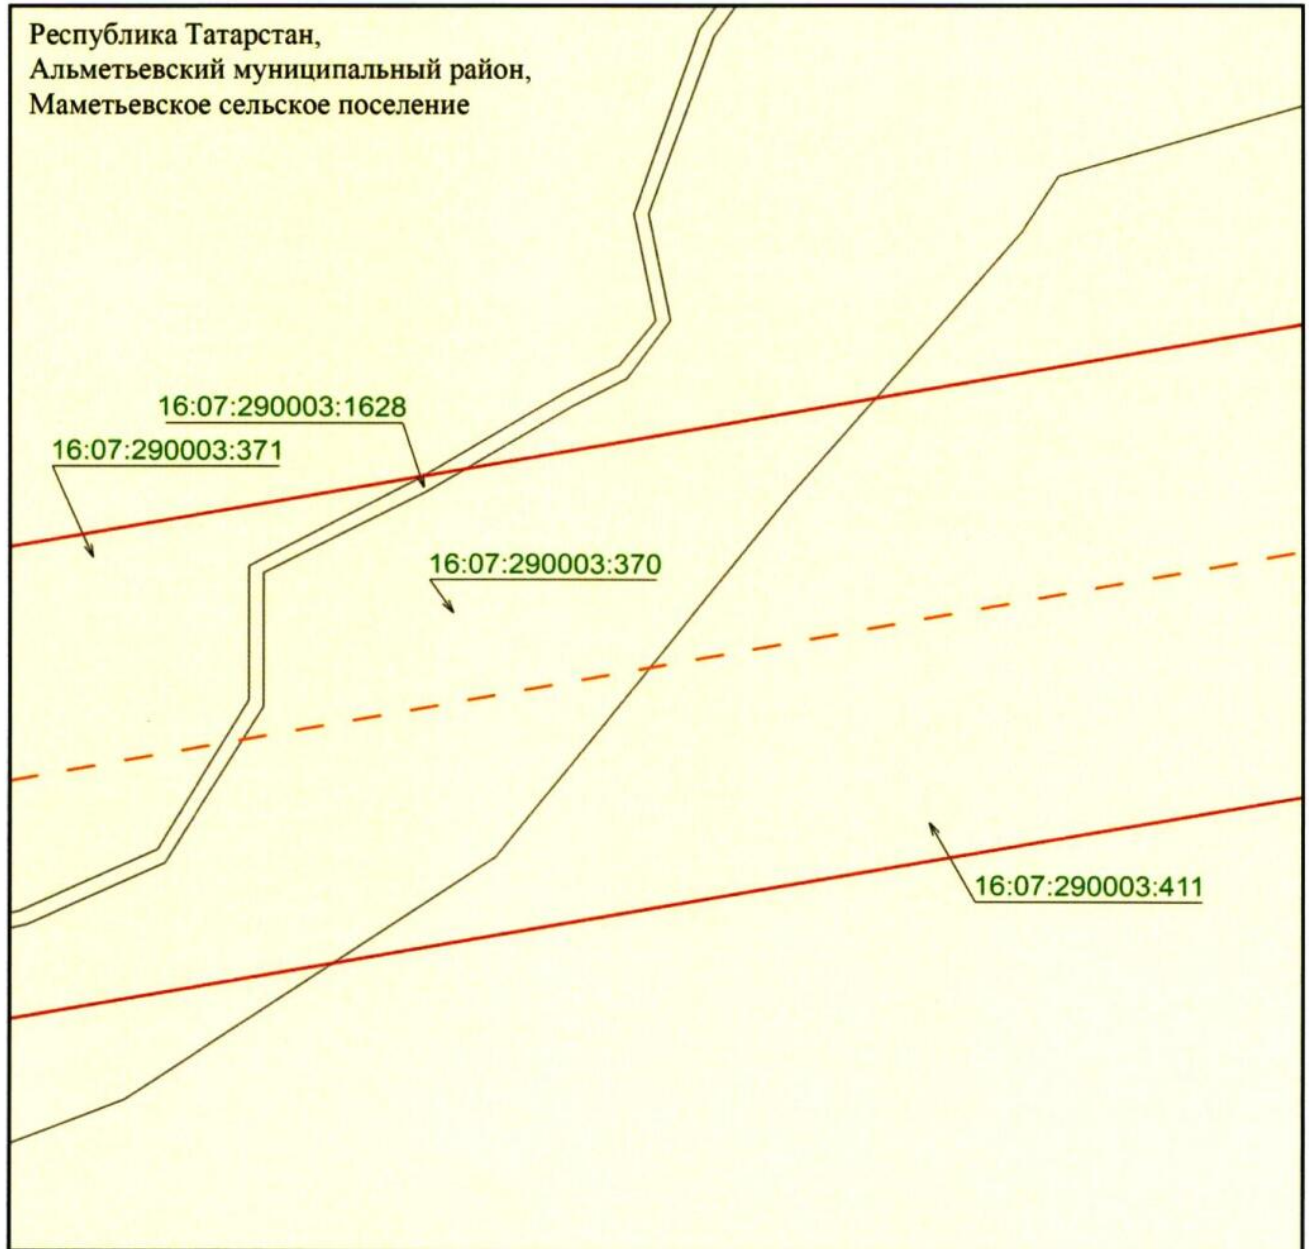 Республика Татарстан,
Альметьевский муниципальный район,
Маметьевское сельское поселение
16:07:290003:1628
16:07:290003:371
16:07:290003:370
16:07:290003:411